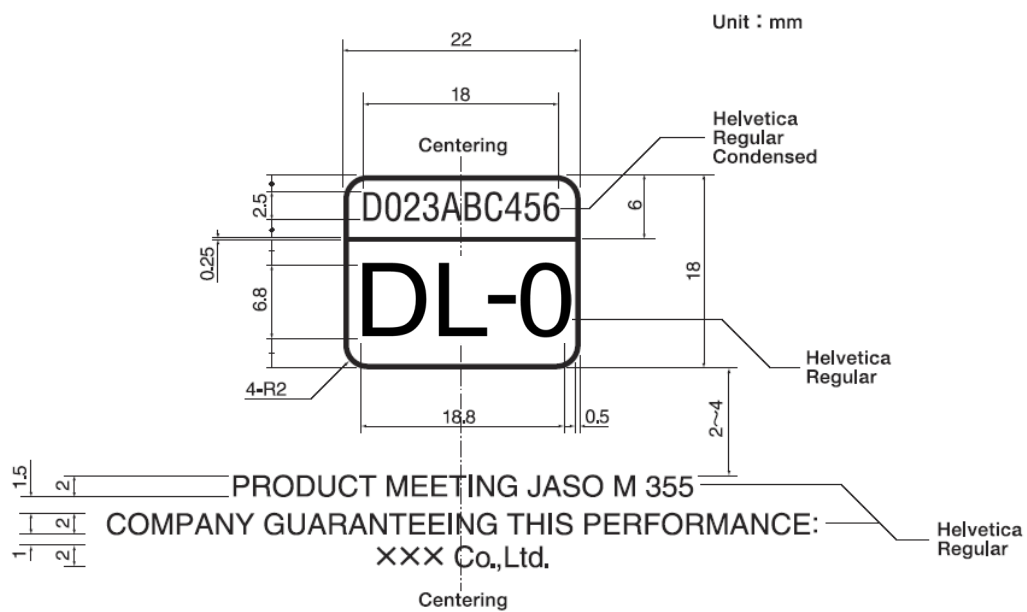 Unit : mm
22
18
Helvetica
Regular
Condensed
Centering
D023ABC456
2.5
6
0.25
DL-0
6.8
18
Helvetica
Regular
4-R2
18.8
0.5
2~4
1.5
2
PRODUCT MEETING JASO M 355
2
COMPANY GUARANTEEING THIS PERFORMANCE:
Helvetica
Regular
1
2
××× Co.,Ltd.
Centering